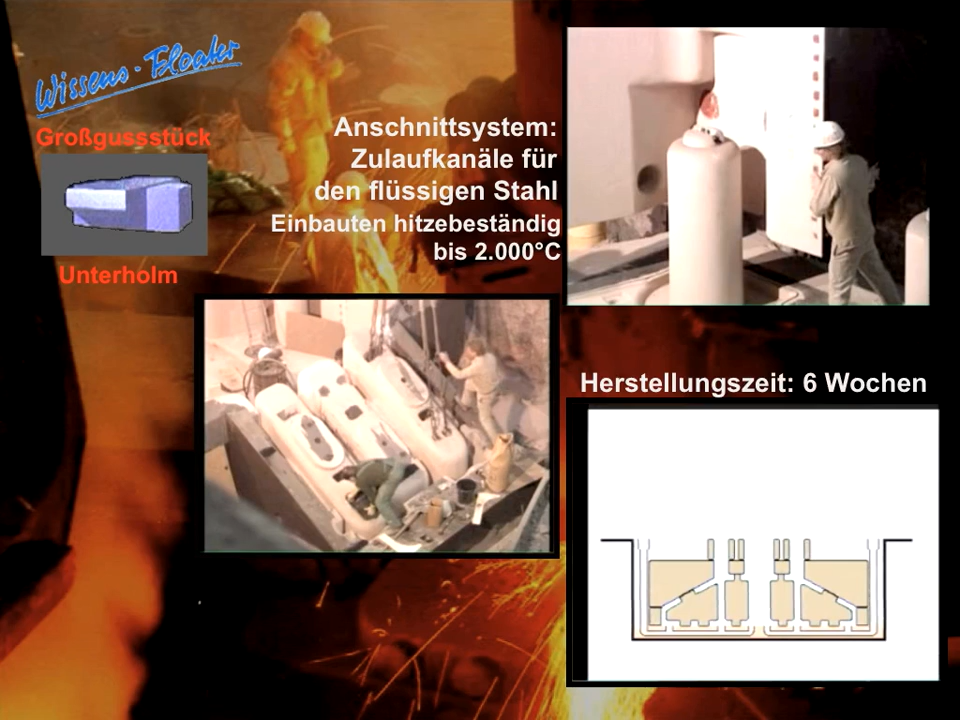 Wissens-Floater
Großgussstück
Unterholm
Anschnittsystem:
Zulaufkanäle für
den flüssigen Stahl
Einbauten hitzebeständig
bis 2.000°C
Herstellungszeit: 6 Wochen